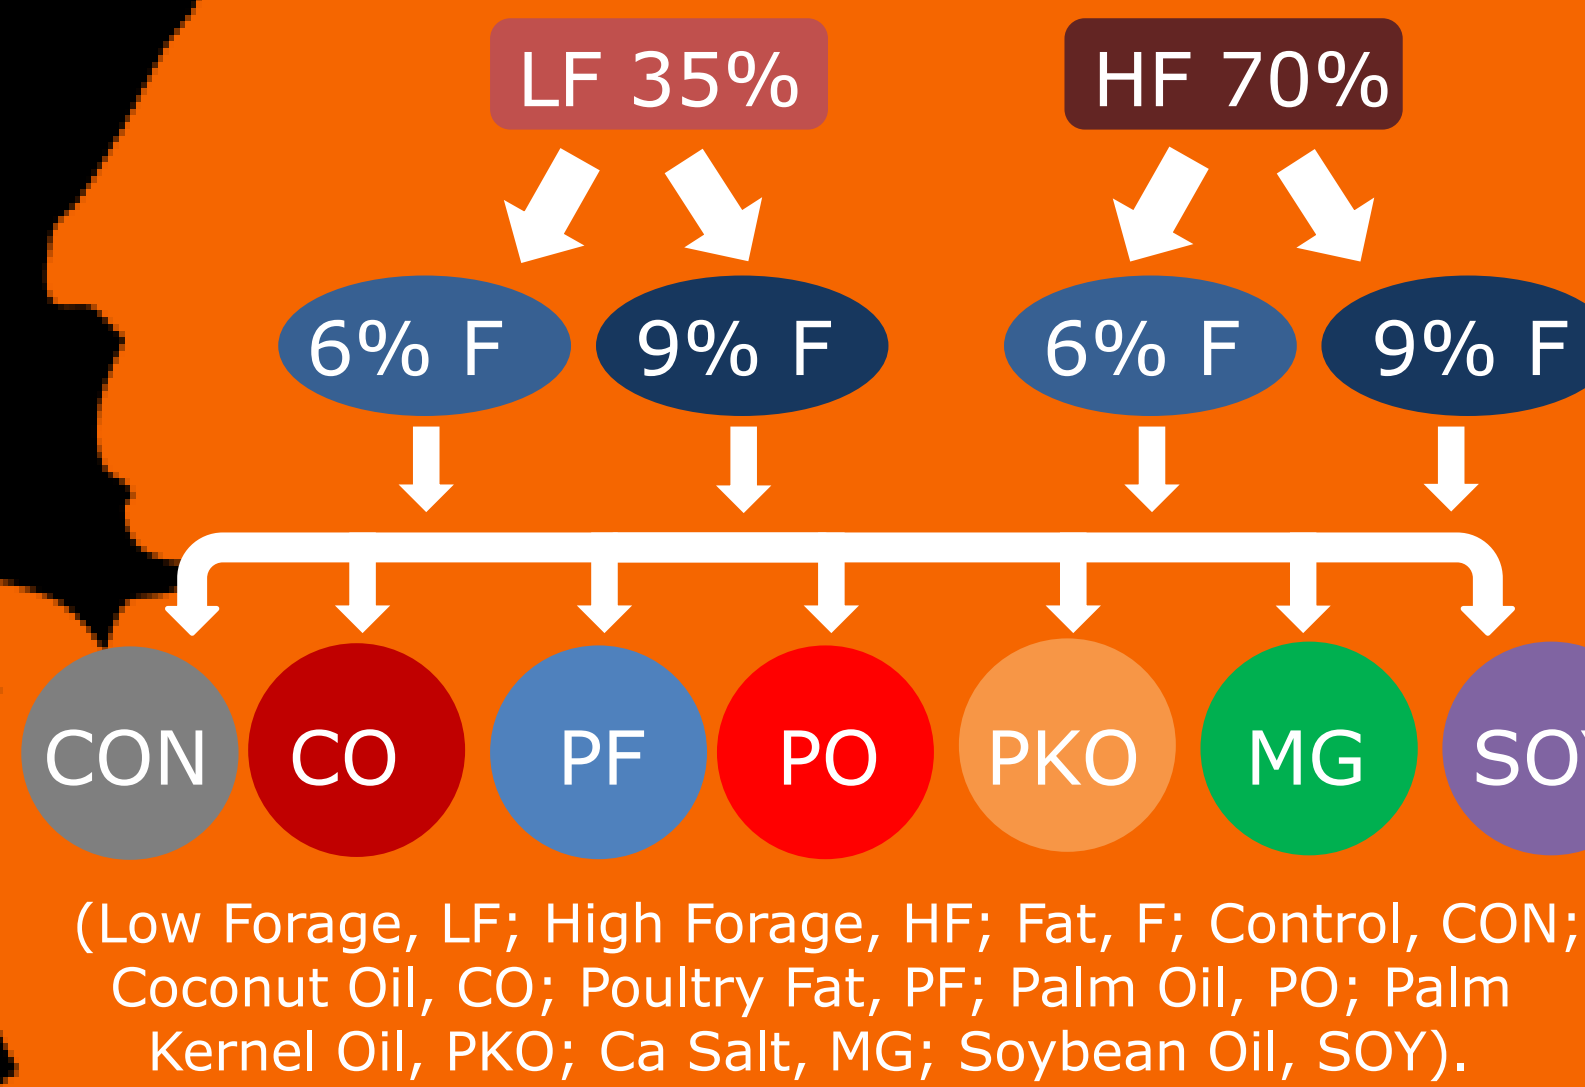 LF 35% HF 70%
6% F 9% F 6% F 9% F
CON CO PF PO PKO MG SOY
(Low Forage, LF; High Forage, HF; Fat, F; Control, CON;
Coconut Oil, CO; Poultry Fat, PF; Palm Oil, PO; Palm
Kernel Oil, PKO; Ca Salt, MG; Soybean Oil, SOY).